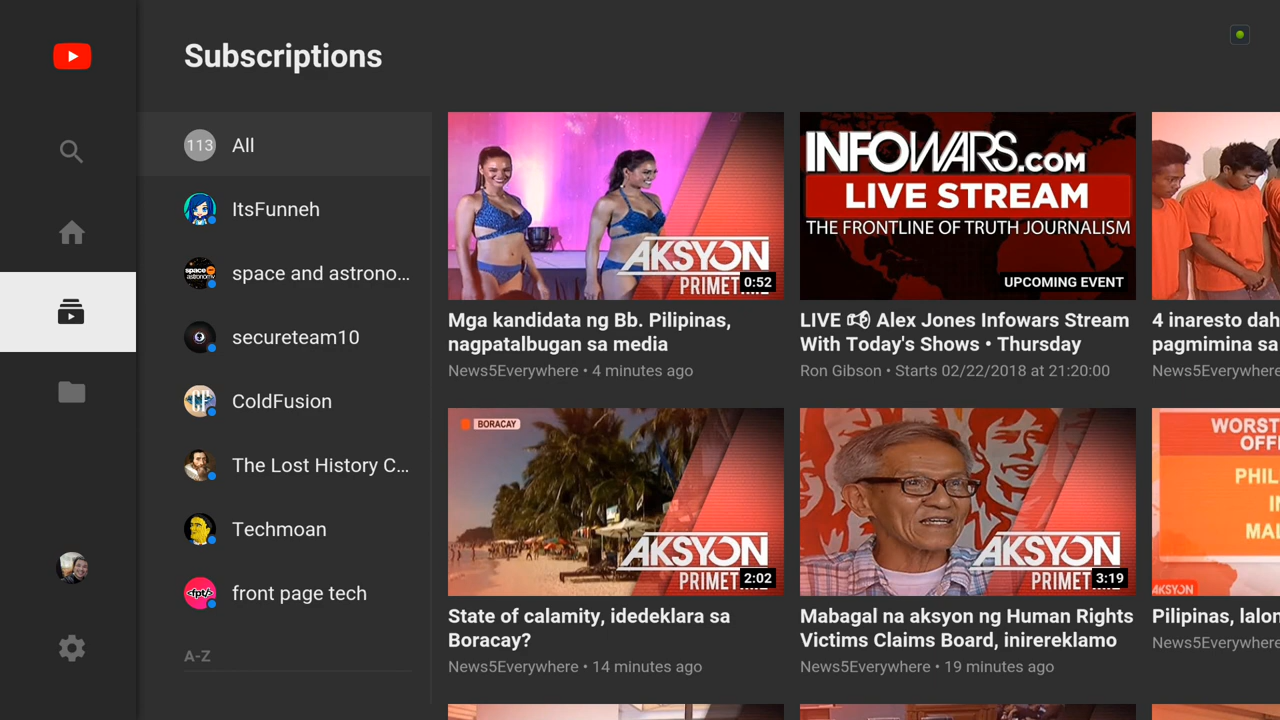 Subscriptions
113 All
ItsFunneh
space and astrono...
secureteam10
ColdFusion
The Lost History C...
Techmoan
front page tech
A-Z
AKSYON
PRIMETIME
0:52
Mga kandidata ng Bb. Pilipinas,
nagpatalbugan sa media
News5Everywhere • 4 minutes ago
INFOWARS.COM
LIVE STREAM
THE FRONTLINE OF TRUTH JOURNALISM
UPCOMING EVENT
LIVE 📢 Alex Jones Infowars Stream
With Today's Shows • Thursday
Ron Gibson • Starts 02/22/2018 at 21:20:00
4 inaresto dah
pagmimina sa
News5Everywhere
BORACAY
AKSYON
PRIMETIME
2:02
State of calamity, idedeklara sa
Boracay?
News5Everywhere • 14 minutes ago
AKSYON
PRIMET
3:19
Mabagal na aksyon ng Human Rights
Victims Claims Board, inirereklamo
News5Everywhere • 19 minutes ago
WORST
OFF
PHIL
I
MAL
AKSYON
Pilipinas, lalon
News5Everywhere